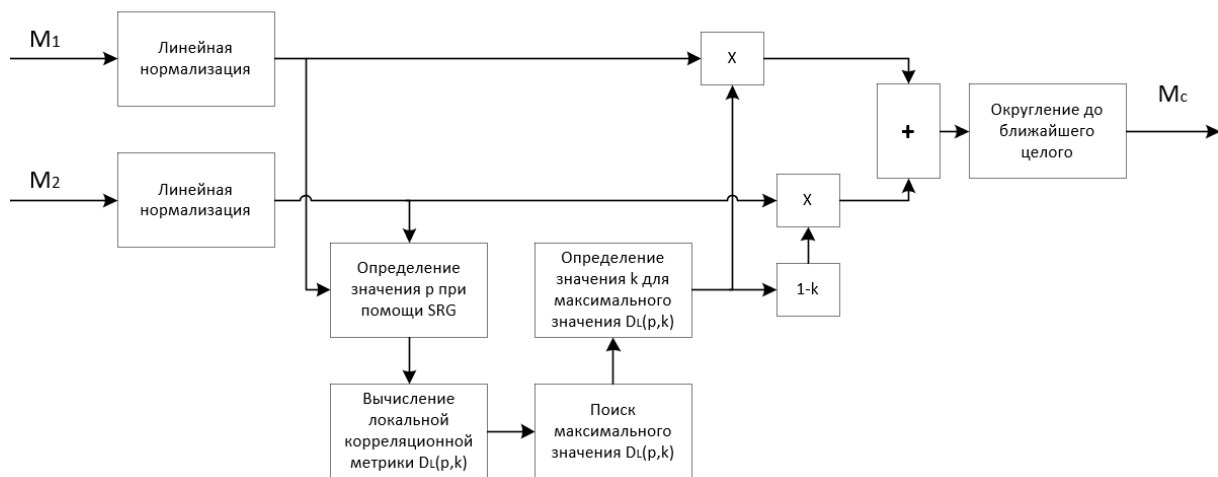 M1
Линейная
нормализация
X
+
Округление до
ближайшего
целого
Mc
M2
Линейная
нормализация
X
Определение
значения p при
помощи SRG
Определение
значения k для
максимального
значения DL(p,k)
1-k
Вычисление
локальной
корреляционной
метрики DL(p,k)
Поиск
максимального
значения DL(p,k)